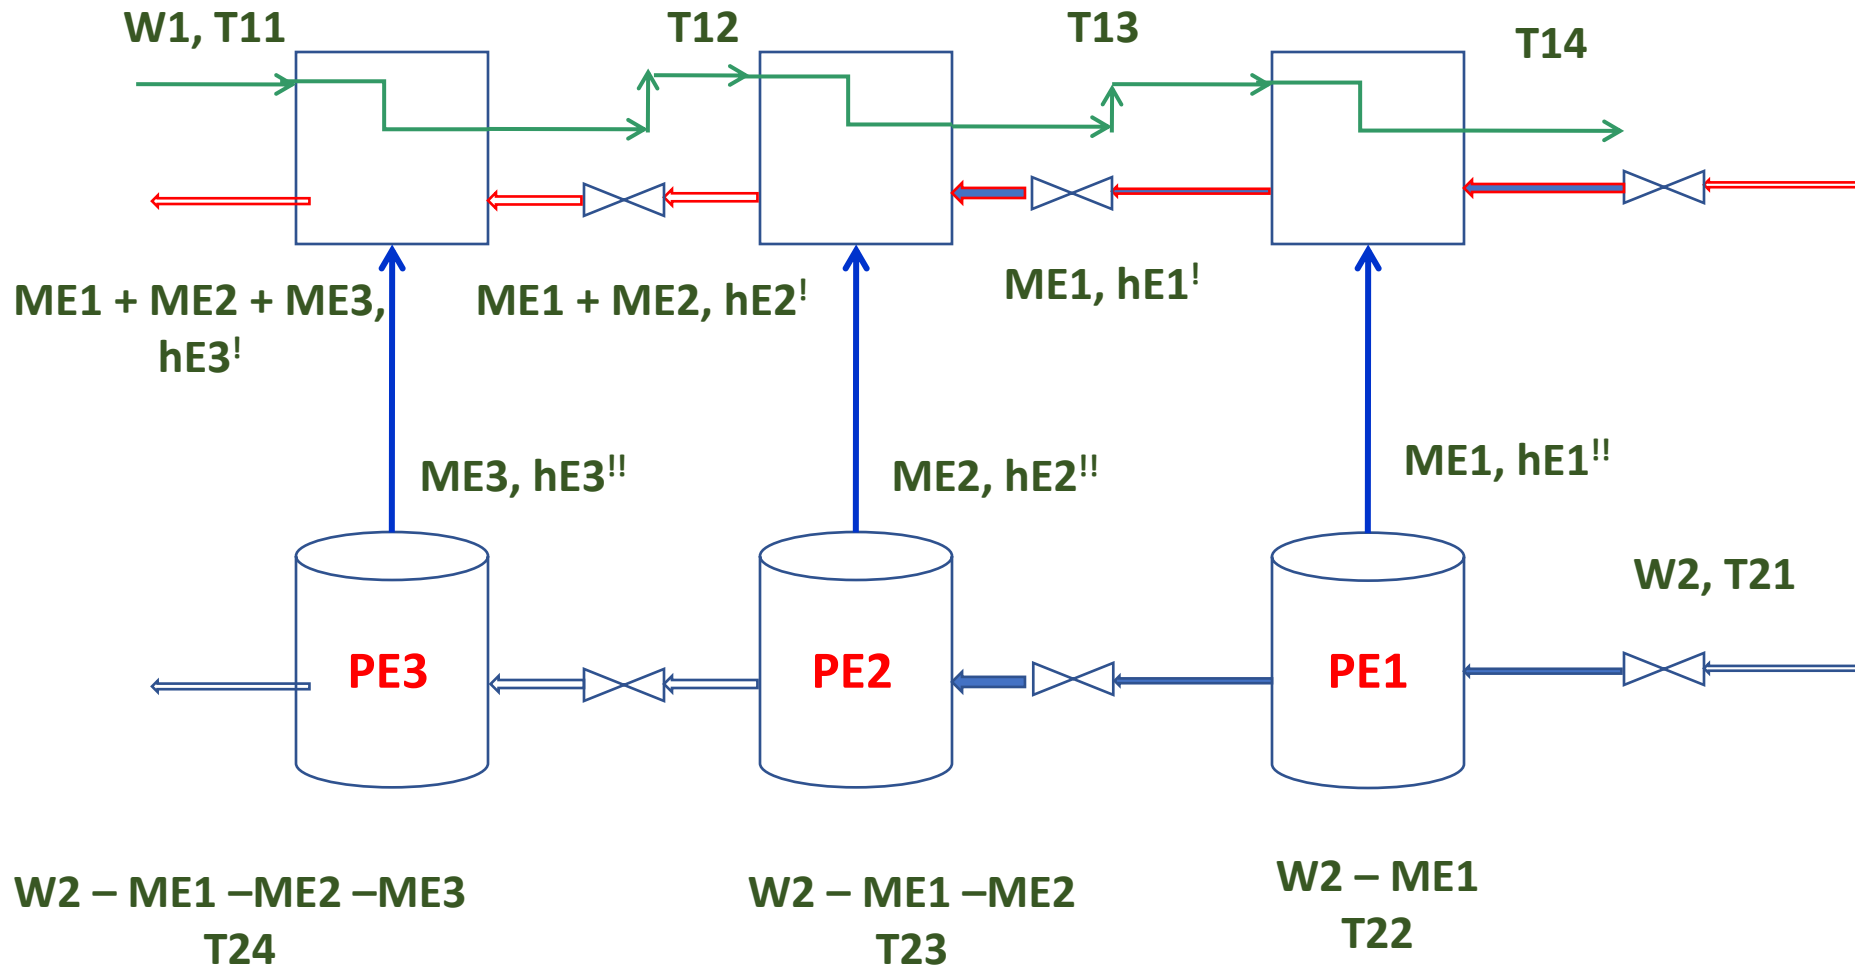 W1, T11
T12
T13
T14
ME1 + ME2 + ME3,
hE3!
ME1 + ME2, hE2!
ME1, hE1!
ME3, hE3!!
ME2, hE2!!
ME1, hE1!!
W2, T21
PE3
PE2
PE1
W2 – ME1 –ME2 –ME3
T24
W2 – ME1 –ME2
T23
W2 – ME1
T22